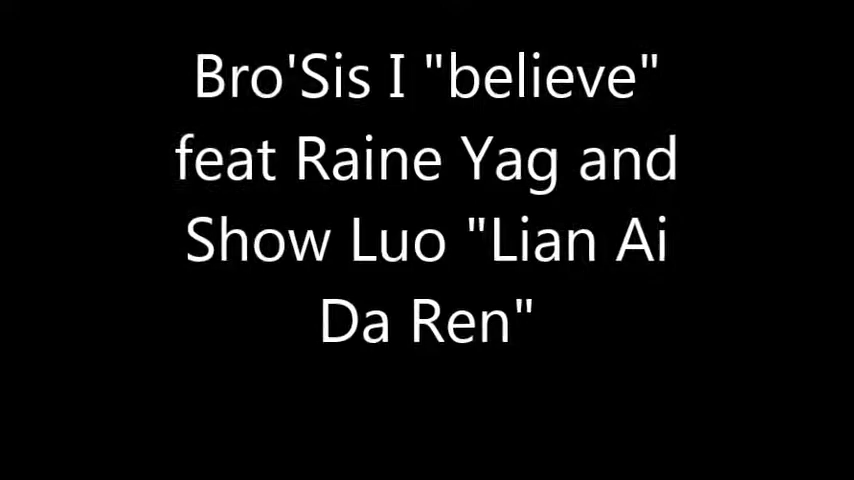 Bro'Sis I "believe"
feat Raine Yag and
Show Luo "Lian Ai
Da Ren"